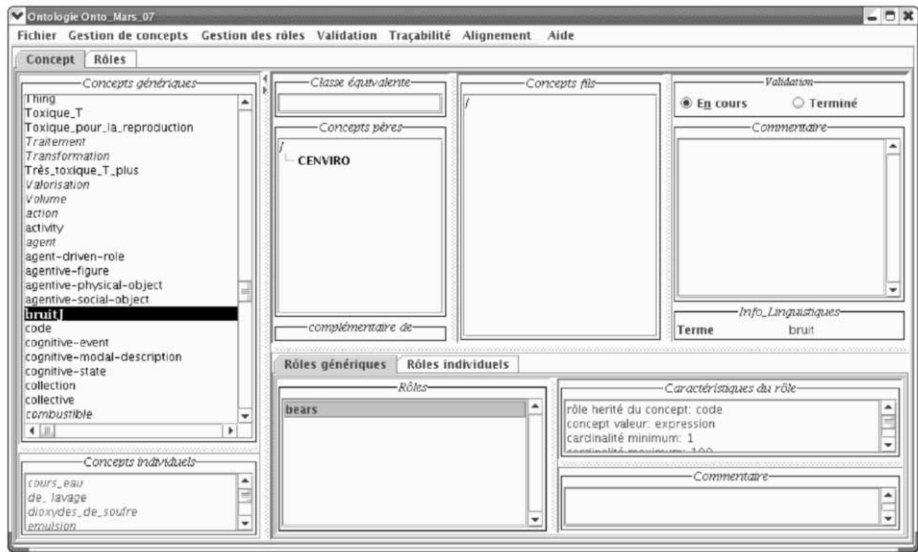 Ontologie Onto_Mars_07
Fichier Gestion de concepts Gestion des rôles Validation Traçabilité Alignement Aide
Concept Rôles
Concepts génériques
Thing
Toxique_T
Toxique_pour_la_reproduction
Traitement
Transformation
Très_toxique_T_plus
Valorisation
Volume
action
activity
agent
agent-driven-role
agentive-figure
agentive-physical-object
agentive-social-object
bruitJ
code
cognitive-event
cognitive-modal-description
cognitive-state
collection
collective
combustible
Concepts individuels
cours_eau
de_lavage
dioxydes_de_soufre
emulsion
Classe équivalente
Concepts pères
/
CENVIRO
complémentaire de
Concepts fils
/
Validation
En cours Terminé
Commentaire
Info_Linguistiques
Terme bruit
Rôles génériques Rôles individuels
Rôles
bears
Caractéristiques du rôle
rôle herité du concept: code
concept valeur: expression
cardinalité minimum: 1
cardinalité maximum: 100
Commentaire